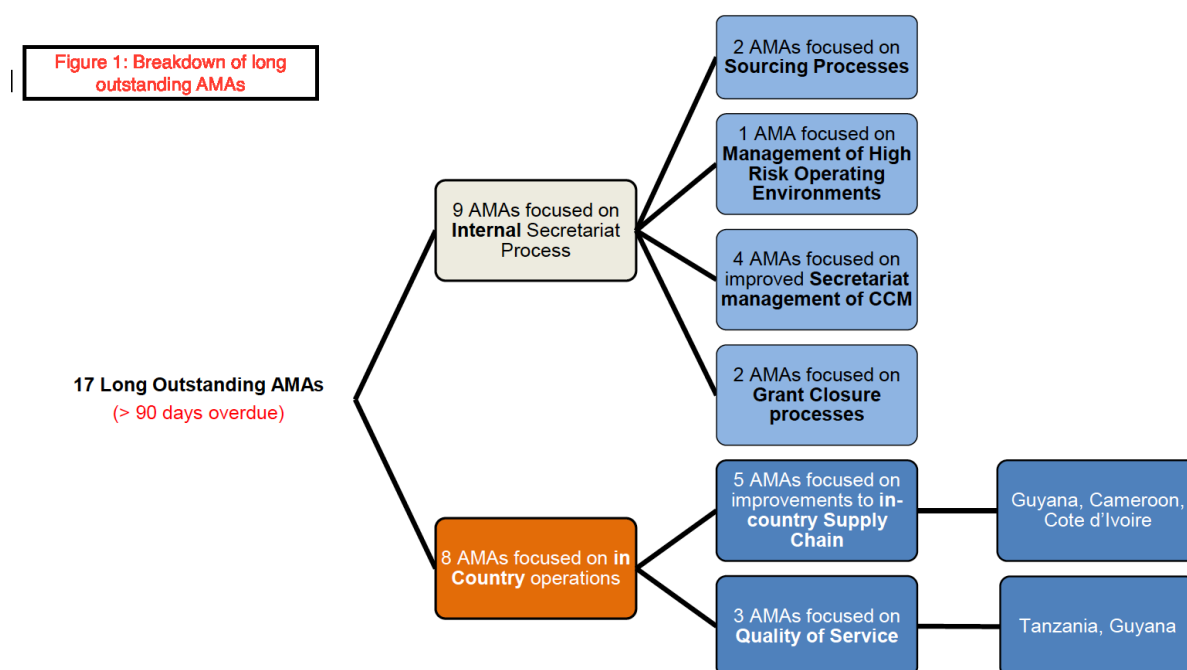 Figure 1: Breakdown of long
outstanding AMAs
2 AMAs focused on
Sourcing Processes
1 AMA focused on
Management of High
Risk Operating
Environments
9 AMAs focused on
Internal Secretariat
Process
4 AMAs focused on
improved Secretariat
management of CCM
2 AMAs focused on
Grant Closure
processes
17 Long Outstanding AMAs
(> 90 days overdue)
8 AMAs focused on in
Country operations
5 AMAs focused on
improvements to in-
country Supply
Chain
Guyana, Cameroon,
Cote d'Ivoire
3 AMAs focused on
Quality of Service
Tanzania, Guyana